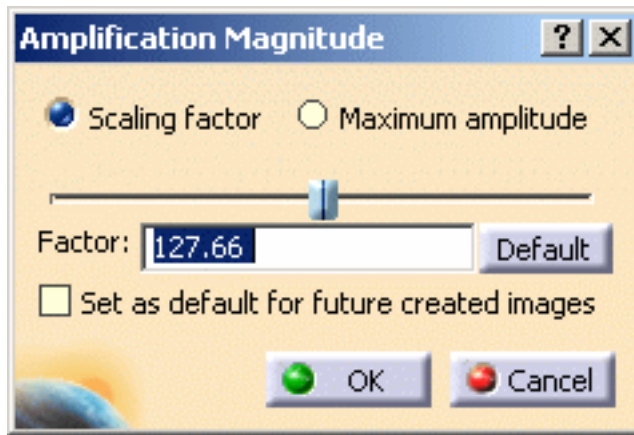 Amplification Magnitude ? X
Scaling factor Maximum amplitude
Factor: 127.66 Default
Set as default for future created images
OK Cancel